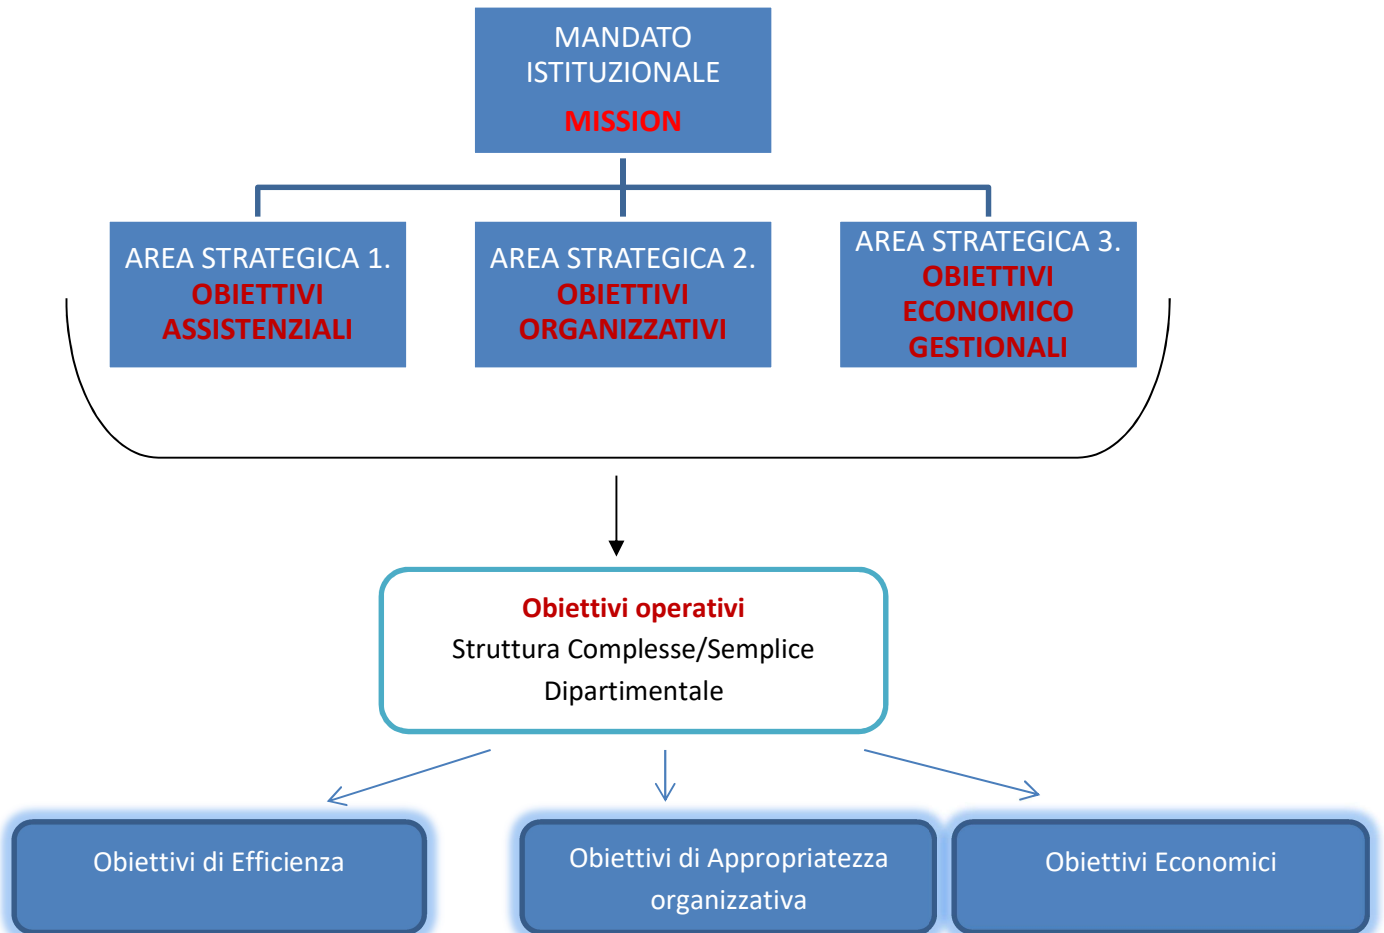 MANDATO
ISTITUZIONALE
MISSION
AREA STRATEGICA 1.
OBIETTIVI
ASSISTENZIALI
AREA STRATEGICA 2.
OBIETTIVI
ORGANIZZATIVI
AREA STRATEGICA 3.
OBIETTIVI
ECONOMICO
GESTIONALI
Obiettivi operativi
Struttura Complesse/Semplice
Dipartimentale
Obiettivi di Efficienza
Obiettivi di Appropriatezza
organizzativa
Obiettivi Economici